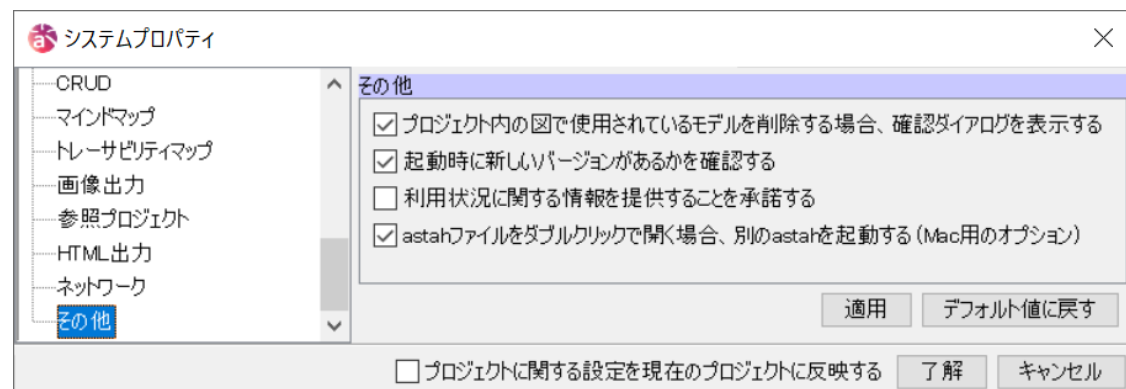 システムプロパティ
CRUD
マインドマップ
トレーサビリティマップ
画像出力
参照プロジェクト
HTML出力
ネットワーク
その他
その他
プロジェクト内の図で使用されているモデルを削除する場合、確認ダイアログを表示する
起動時に新しいバージョンがあるかを確認する
利用状況に関する情報を提供することを承諾する
astahファイルをダブルクリックで開く場合、別のastahを起動する(Mac用のオプション)
適用 デフォルト値に戻す
プロジェクトに関する設定を現在のプロジェクトに反映する 了解 キャンセル